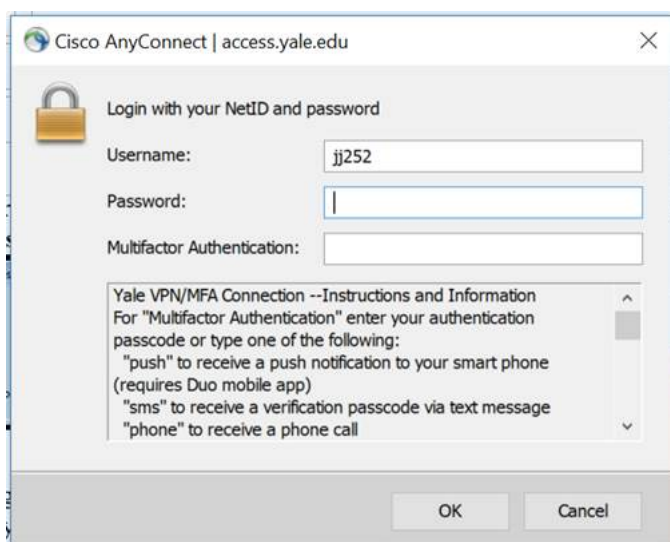 Cisco AnyConnect | access.yale.edu
Login with your NetID and password
Username: jj252
Password:
Multifactor Authentication:
Yale VPN/MFA Connection --Instructions and Information
For "Multifactor Authentication" enter your authentication
passcode or type one of the following:
"push" to receive a push notification to your smart phone
(requires Duo mobile app)
"sms" to receive a verification passcode via text message
"phone" to receive a phone call
OK Cancel